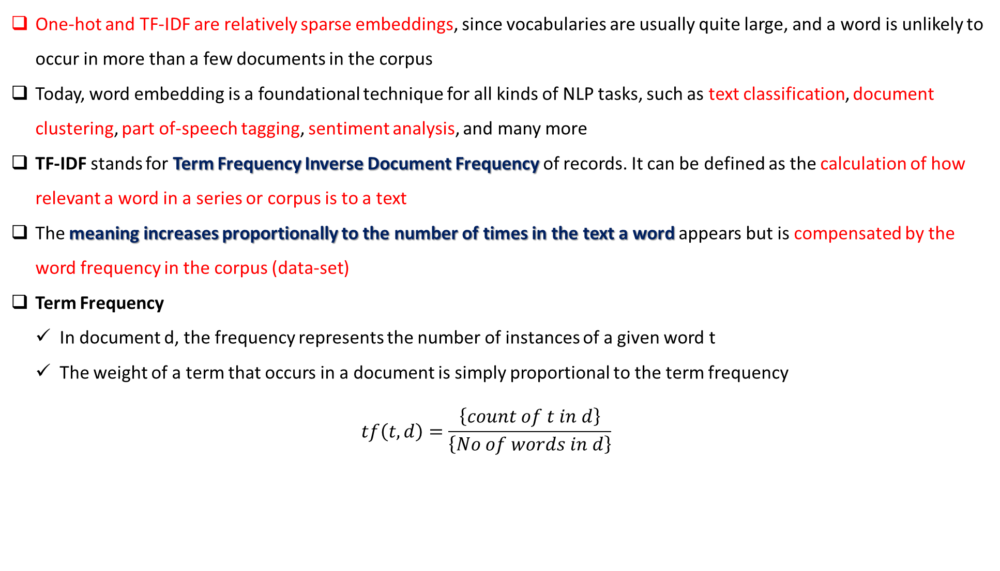 ❑ One-hot and TF-IDF are relatively sparse embeddings, since vocabularies are usually quite large, and a word is unlikely to
occur in more than a few documents in the corpus
❑ Today, word embedding is a foundational technique for all kinds of NLP tasks, such as text classification, document
clustering, part of-speech tagging, sentiment analysis, and many more
❑ TF-IDF stands for Term Frequency Inverse Document Frequency of records. It can be defined as the calculation of how
relevant a word in a series or corpus is to a text
❑ The meaning increases proportionally to the number of times in the text a word appears but is compensated by the
word frequency in the corpus (data-set)
❑ Term Frequency
✓ In document d, the frequency represents the number of instances of a given word t
✓ The weight of a term that occurs in a document is simply proportional to the term frequency
tf(t,d) = {count of t in d} / {No of words in d}